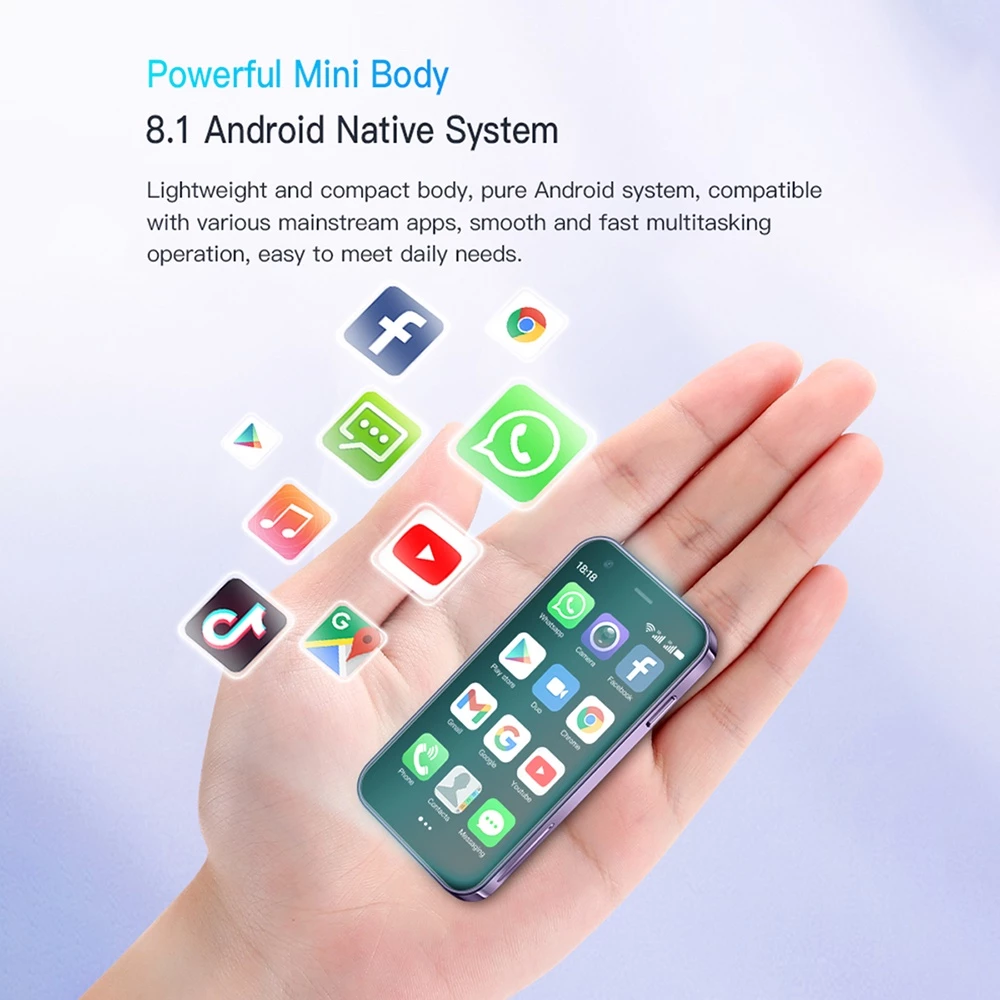 Powerful Mini Body
8.1 Android Native System
Lightweight and compact body, pure Android system, compatible
with various mainstream apps, smooth and fast multitasking
operation, easy to meet daily needs.
G
18:18
Whatsapp
Camera
Facebook
Play store
Duo
Chrome
Gmail
Google
Youtube
Phone
Contacts
Messaging